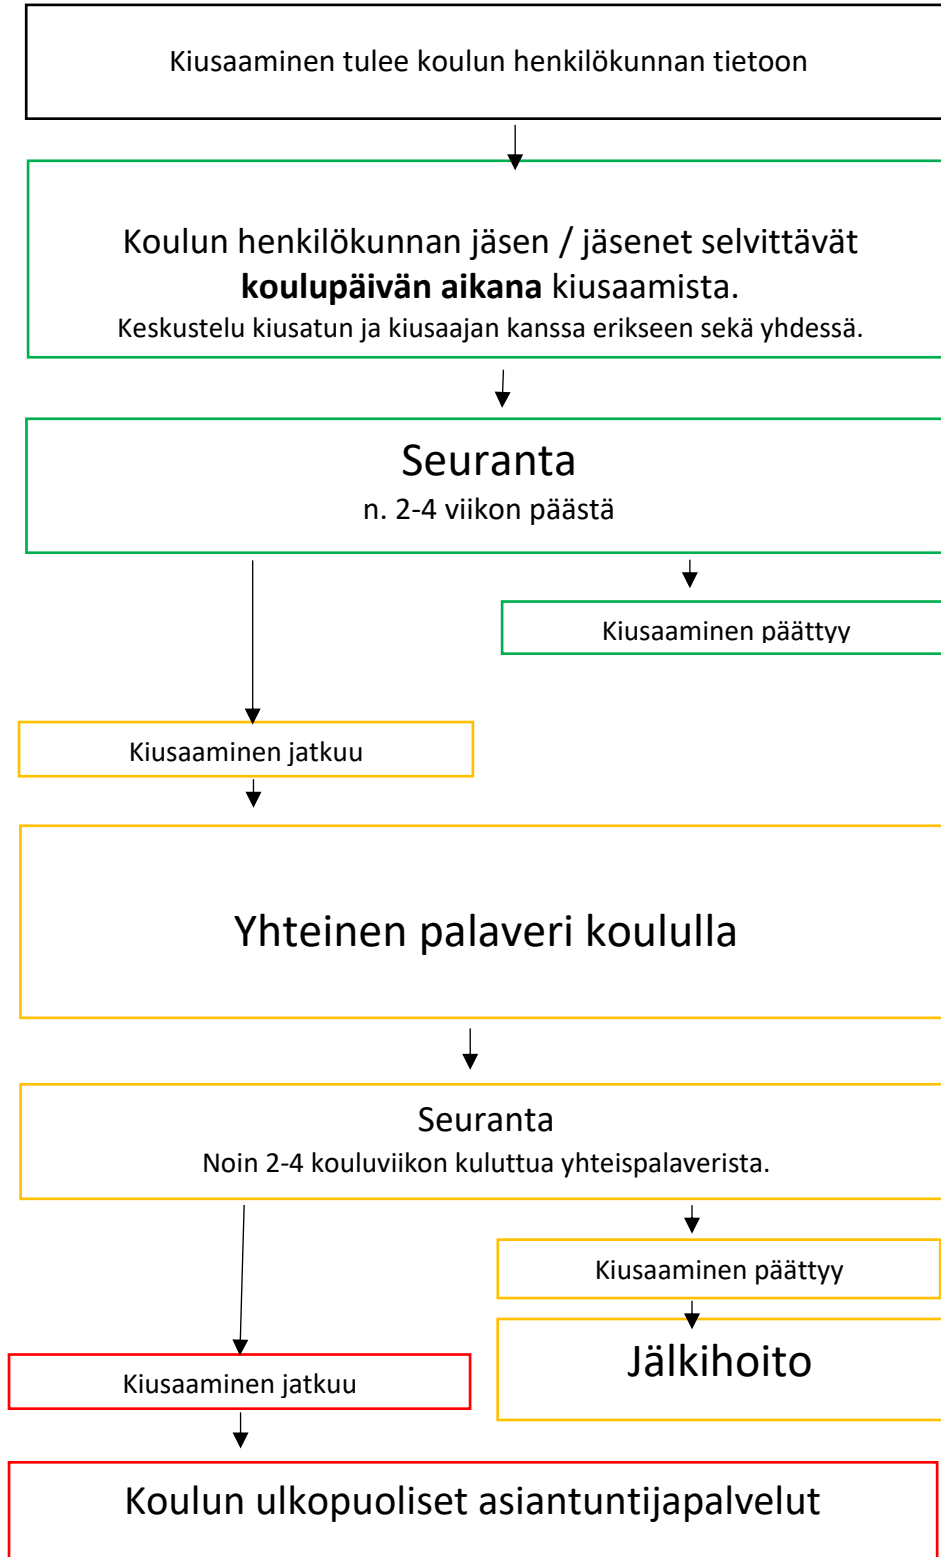 Kiusaaminen tulee koulun henkilökunnan tietoon
Koulun henkilökunnan jäsen / jäsenet selvittävät
koulupäivän aikana kiusaamista.
Keskustelu kiusatun ja kiusaajan kanssa erikseen sekä yhdessä.
Seuranta
n. 2-4 viikon päästä
Kiusaaminen päättyy
Kiusaaminen jatkuu
Yhteinen palaveri koululla
Seuranta
Noin 2-4 kouluviikon kuluttua yhteispalaverista.
Kiusaaminen päättyy
Jälkihoito
Kiusaaminen jatkuu
Koulun ulkopuoliset asiantuntijapalvelut